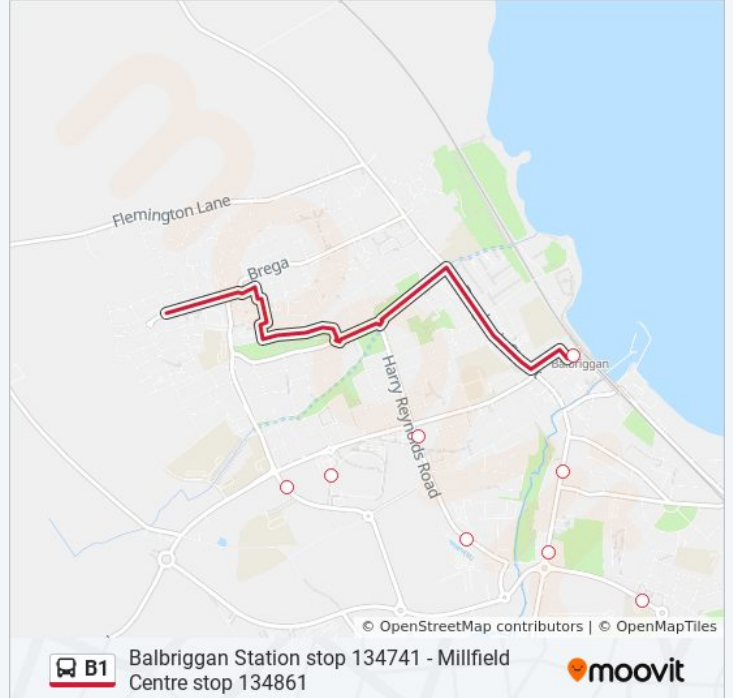 Flemington Lane
Brega
Balbriggan
Harry Reynolds Road
© OpenStreetMap contributors | © OpenMapTiles
B1
Balbriggan Station stop 134741 - Millfield
Centre stop 134861
moovit